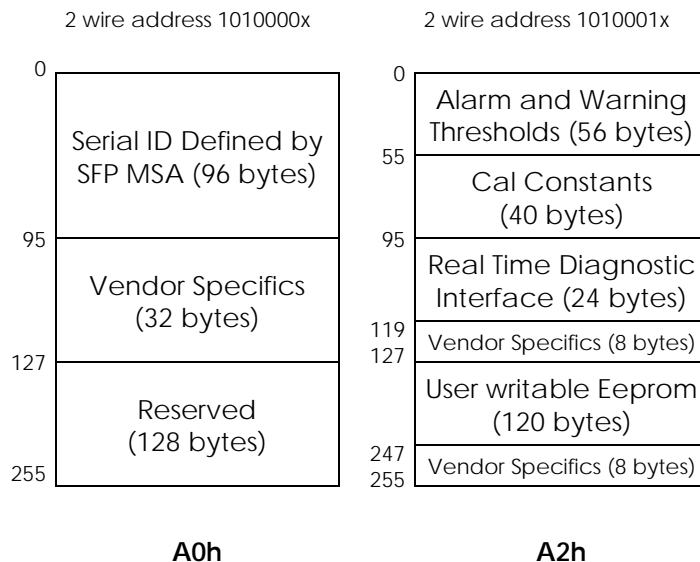 2 wire address 1010000x
0
Serial ID Defined by
SFP MSA (96 bytes)
95
Vendor Specifics
(32 bytes)
127
Reserved
(128 bytes)
255
A0h
2 wire address 1010001x
0
Alarm and Warning
Thresholds (56 bytes)
55
Cal Constants
(40 bytes)
95
Real Time Diagnostic
Interface (24 bytes)
119
Vendor Specifics (8 bytes)
127
User writable Eeprom
(120 bytes)
247
Vendor Specifics (8 bytes)
255
A2h